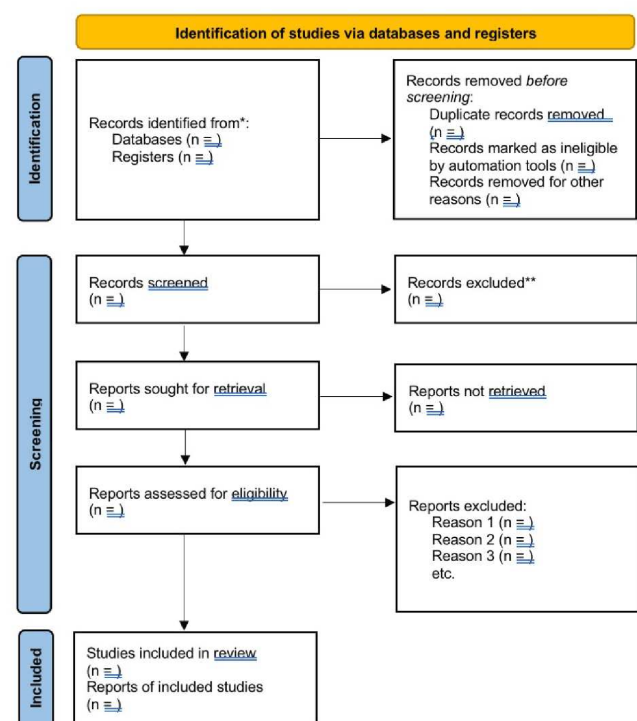 Identification of studies via databases and registers
Identification
Records identified from*:
Databases (n = )
Registers (n = )
Records removed before
screening:
Duplicate records removed
(n = )
Records marked as ineligible
by automation tools (n = )
Records removed for other
reasons (n = )
Screening
Records screened
(n = )
Records excluded**
(n = )
Reports sought for retrieval
(n = )
Reports not retrieved
(n = )
Reports assessed for eligibility
(n = )
Reports excluded:
Reason 1 (n = )
Reason 2 (n = )
Reason 3 (n = )
etc.
Included
Studies included in review
(n = )
Reports of included studies
(n = )